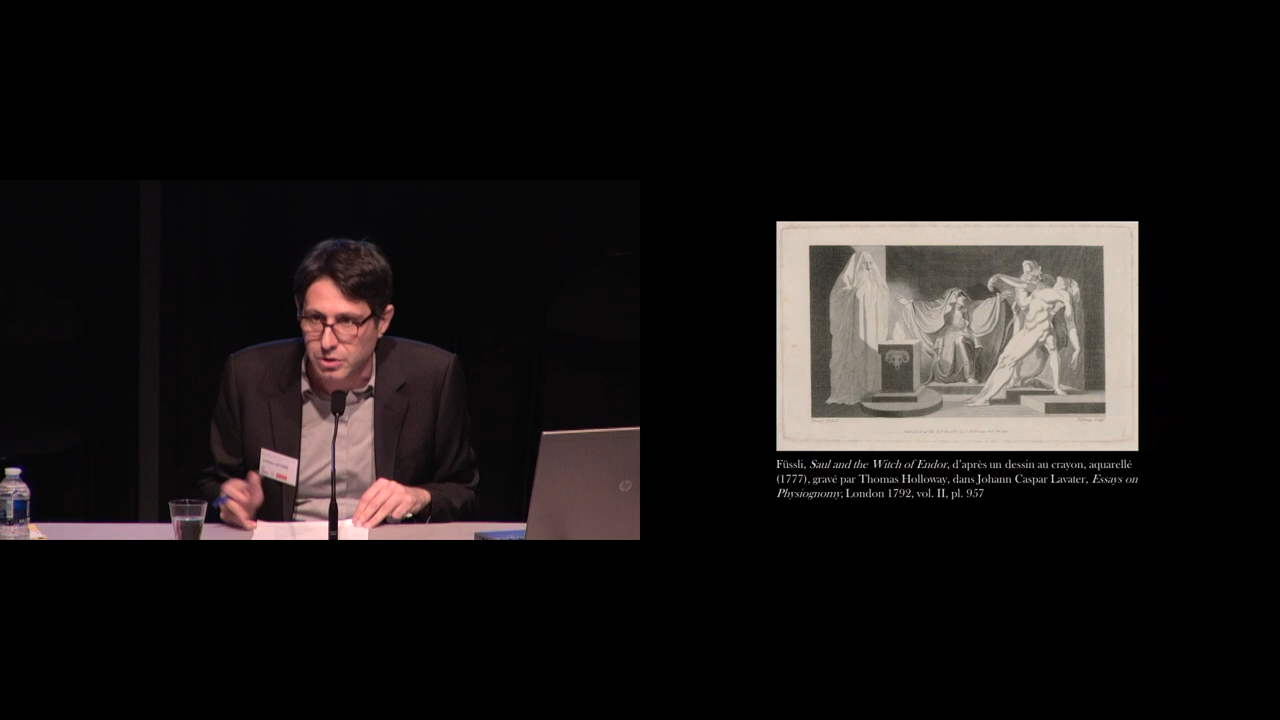 Füssli, Saul and the Witch of Endor, d'après un dessin au crayon, aquarellé
(1777), gravé par Thomas Holloway, dans Johann Caspar Lavater, Essays on
Physiognomy, London 1792, vol. II, pl. 957
hp